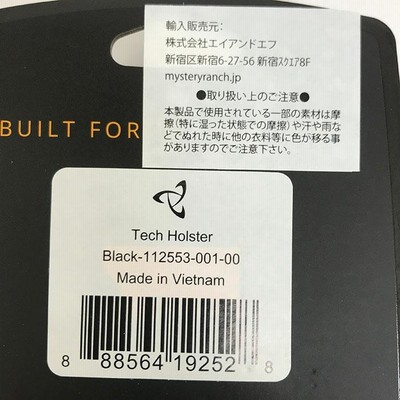 輸入販売元:
株式会社エイアンドエフ
新宿区新宿6-27-56 新宿ｽｸｴｱ8F
mysteryranch.jp
●取り扱い上のご注意●
本製品で使用されている一部の素材は摩
擦(特に湿った状態での摩擦)や汗や雨な
どでぬれた時に他の衣料等に色が移る事
がありますのでご注意下さい。
BUILT FOR
Tech Holster
Black-112553-001-00
Made in Vietnam
8 88564 19252 8